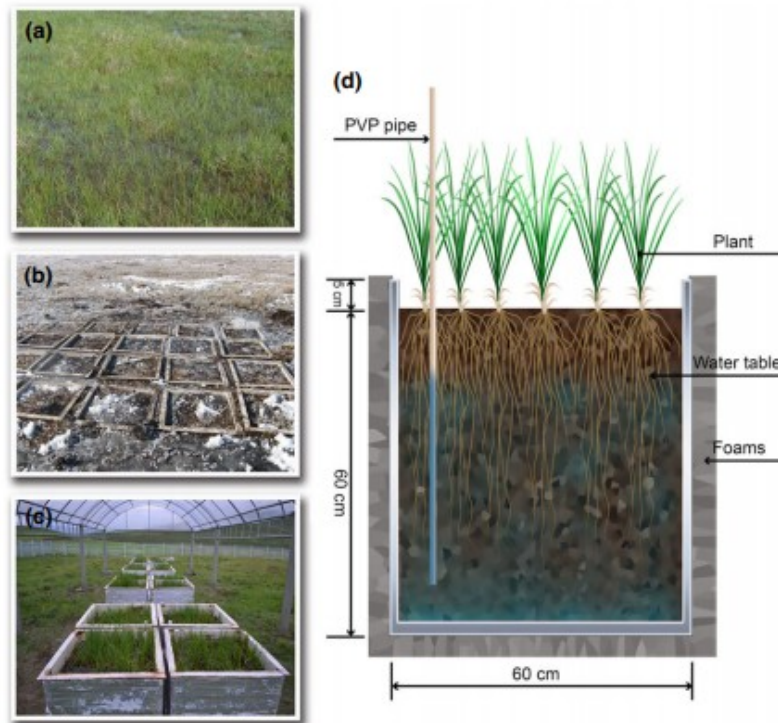 (a)
(b)
(c)
(d)
PVP pipe
Plant
5 cm
Water table
Foams
60 cm
60 cm